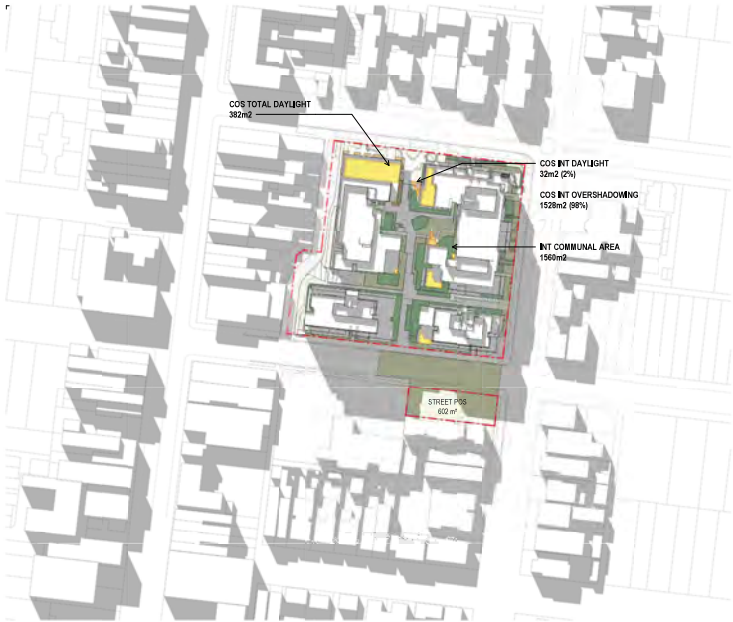 COS TOTAL DAYLIGHT
382m2
COS INT DAYLIGHT
32m2 (2%)
COS INT OVERSHADOWING
1528m2 (98%)
INT COMMUNAL AREA
1560m2
STREET POS
602 m²